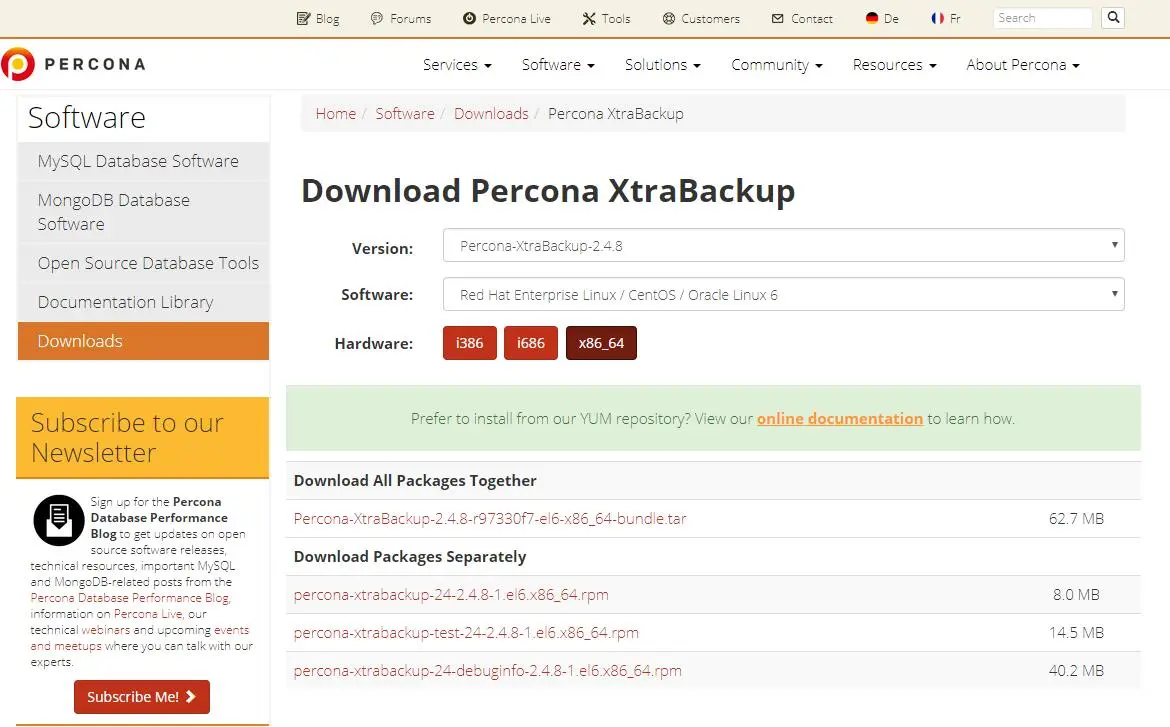 Blog Forums Percona Live Tools Customers Contact De Fr Search
PERCONA Services Software Solutions Community Resources About Percona
Software
MySQL Database Software
MongoDB Database
Software
Open Source Database Tools
Documentation Library
Downloads
Subscribe to our
Newsletter
Sign up for the Percona
Database Performance
Blog to get updates on open
source software releases,
technical resources, important MySQL
and MongoDB-related posts from the
Percona Database Performance Blog,
information on Percona Live, our
technical webinars and upcoming events
and meetups where you can talk with our
experts.
Subscribe Me!
Home / Software / Downloads / Percona XtraBackup
Download Percona XtraBackup
Version: Percona-XtraBackup-2.4.8
Software: Red Hat Enterprise Linux / CentOS / Oracle Linux 6
Hardware: i386 i686 x86_64
Prefer to install from our YUM repository? View our online documentation to learn how.
Download All Packages Together
Percona-XtraBackup-2.4.8-r97330f7-el6-x86_64-bundle.tar 62.7 MB
Download Packages Separately
percona-xtrabackup-24-2.4.8-1.el6.x86_64.rpm 8.0 MB
percona-xtrabackup-test-24-2.4.8-1.el6.x86_64.rpm 14.5 MB
percona-xtrabackup-24-debuginfo-2.4.8-1.el6.x86_64.rpm 40.2 MB